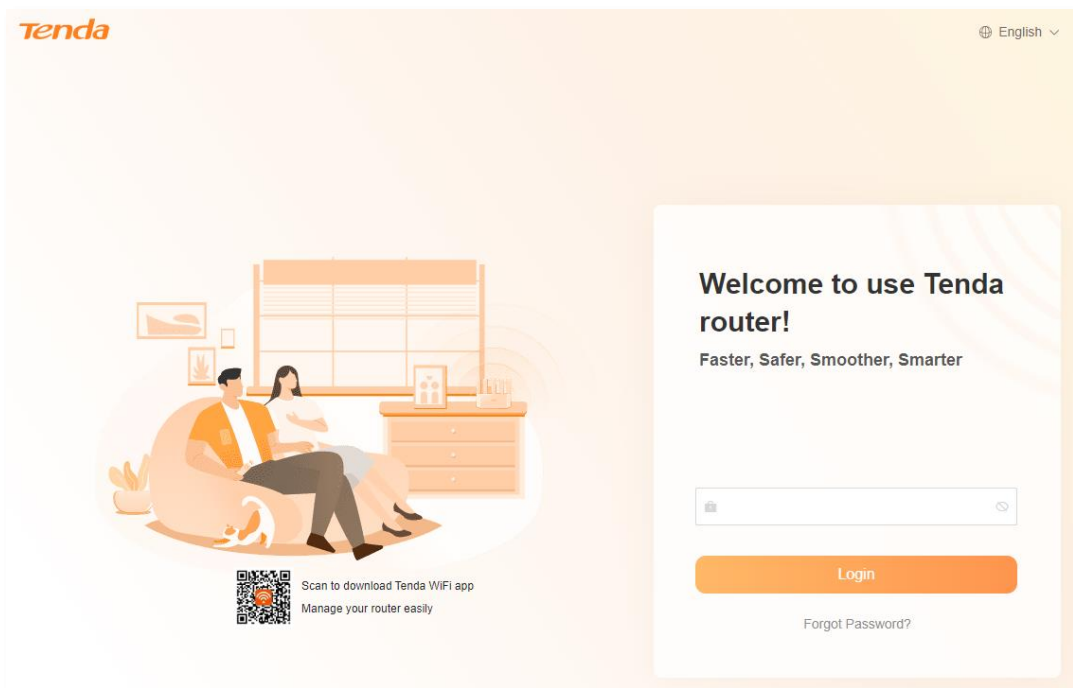 Tenda
English
Welcome to use Tenda
router!
Faster, Safer, Smoother, Smarter
Login
Forgot Password?
Scan to download Tenda WiFi app
Manage your router easily